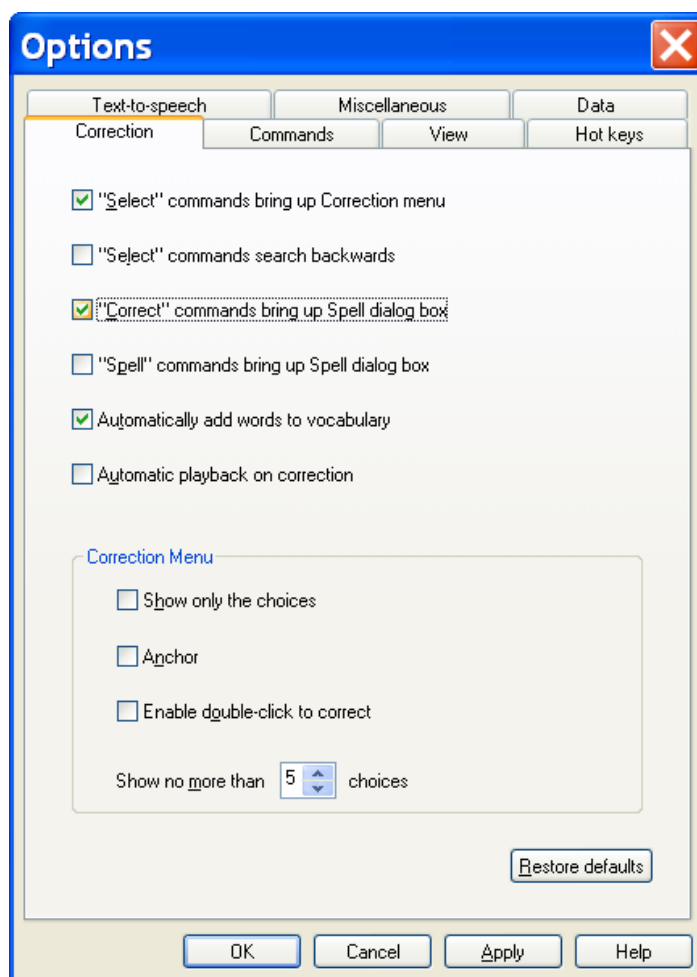 Options
Text-to-speech Miscellaneous Data
Correction Commands View Hot keys
"Select" commands bring up Correction menu
"Select" commands search backwards
"Correct" commands bring up Spell dialog box
"Spell" commands bring up Spell dialog box
Automatically add words to vocabulary
Automatic playback on correction
Correction Menu
Show only the choices
Anchor
Enable double-click to correct
Show no more than 5 choices
Restore defaults
OK Cancel Apply Help